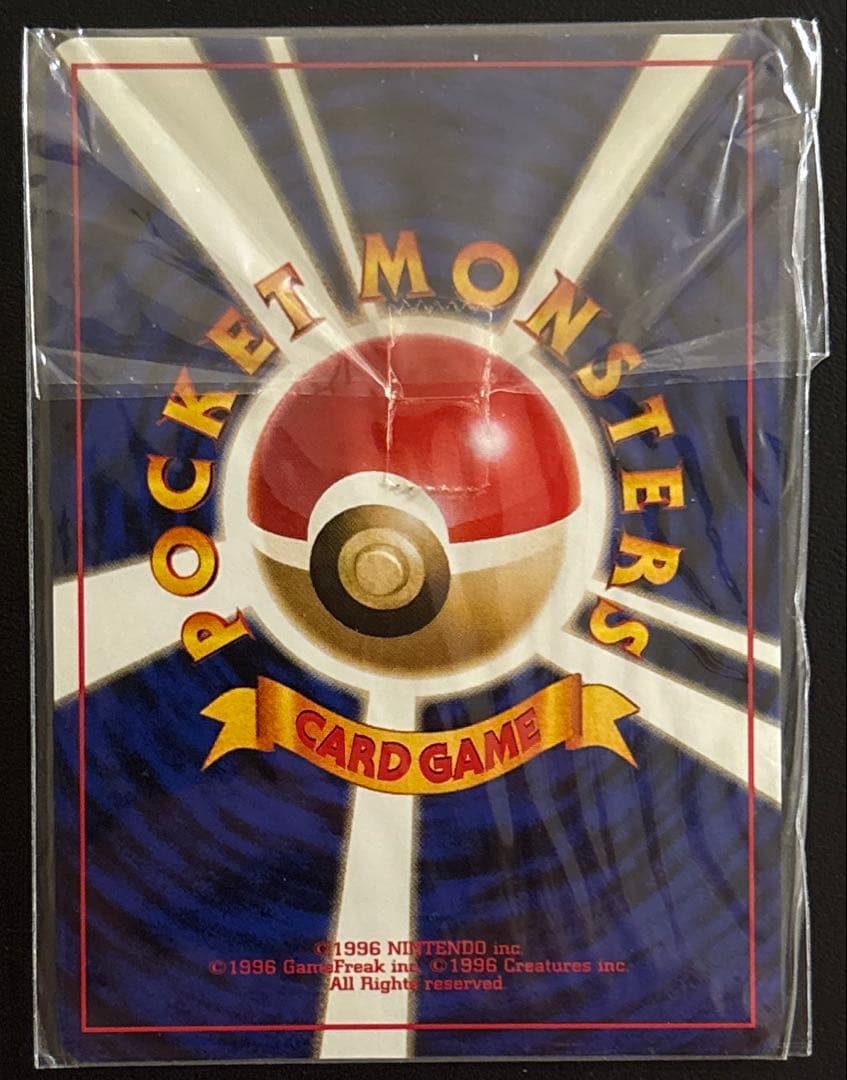 POCKET MONSTERS
CARD GAME
©1996 NINTENDO inc.
©1996 GameFreak inc. ©1996 Creatures inc.
All Rights reserved.